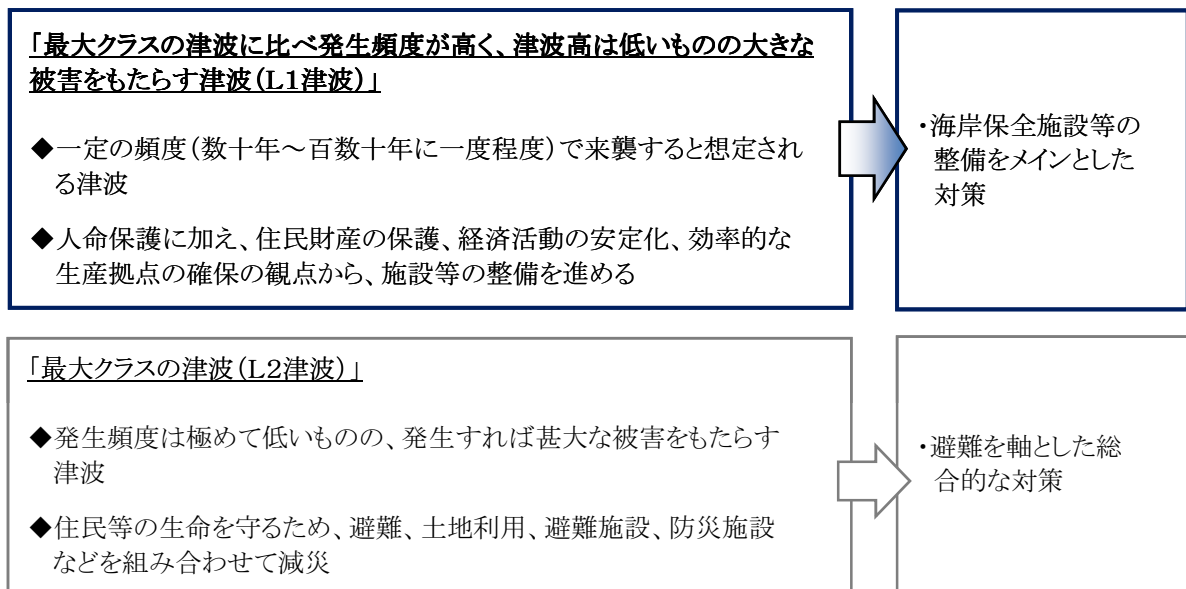 「最大クラスの津波に比べ発生頻度が高く、津波高は低いものの大きな
被害をもたらす津波(L1津波)」
◆一定の頻度(数十年～百数十年に一度程度)で来襲すると想定され
る津波
◆人命保護に加え、住民財産の保護、経済活動の安定化、効率的な
生産拠点の確保の観点から、施設等の整備を進める
・海岸保全施設等の
整備をメインとした
対策
「最大クラスの津波(L2津波)」
◆発生頻度は極めて低いものの、発生すれば甚大な被害をもたらす
津波
◆住民等の生命を守るため、避難、土地利用、避難施設、防災施設
などを組み合わせて減災
・避難を軸とした総
合的な対策